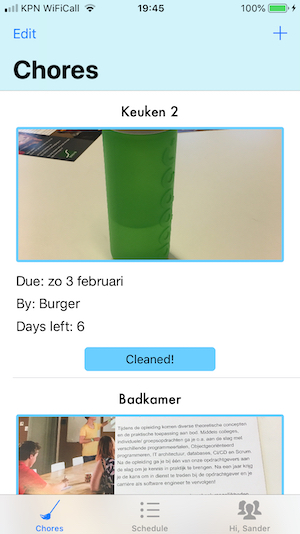 KPN WiFiCall 19:45 100%
Edit +
Chores
Keuken 2
Due: zo 3 februari
By: Burger
Days left: 6
Cleaned!
Badkamer
Tijdens de opleiding komen diverse theoretische concepten
en de praktische toepassing aan bod. Middels colleges,
individuele/groepsopdrachten ga je o.a. aan de slag met
verschillende programmeertalen, Objectgeoriënteerd
programmeren, IT architectuur, databases, CI/CD en Scrum.
Na de opleiding ga je bij één van onze opdrachtgevers aan
de slag om je kennis in praktijk te brengen. Na een jaar krijg
je de kans om in dienst te treden bij de opdrachtgever en je
carrière als software engineer te vervolgen!
Chores Schedule Hi, Sander